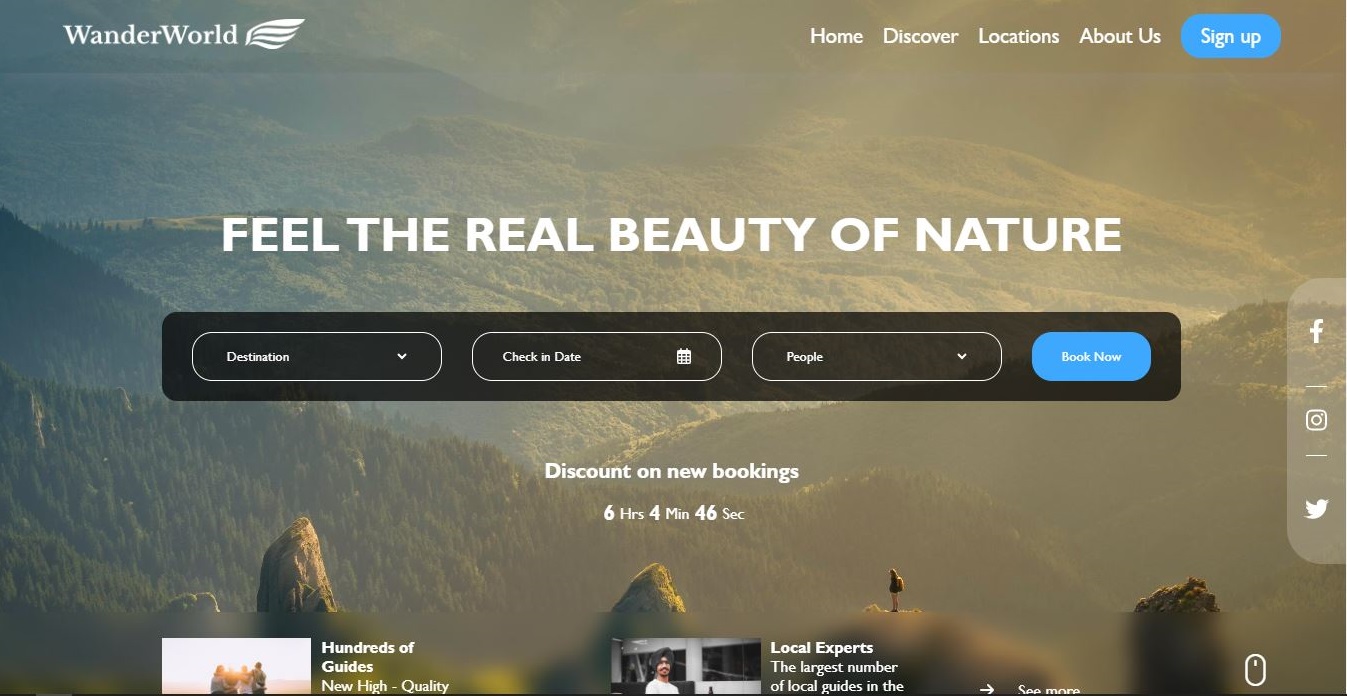 WanderWorld
Home Discover Locations About Us Sign up
FEEL THE REAL BEAUTY OF NATURE
Destination Check in Date People Book Now
Discount on new bookings
6 Hrs 4 Min 46 Sec
Hundreds of
Guides
New High - Quality
Local Experts
The largest number
of local guides in the
See more